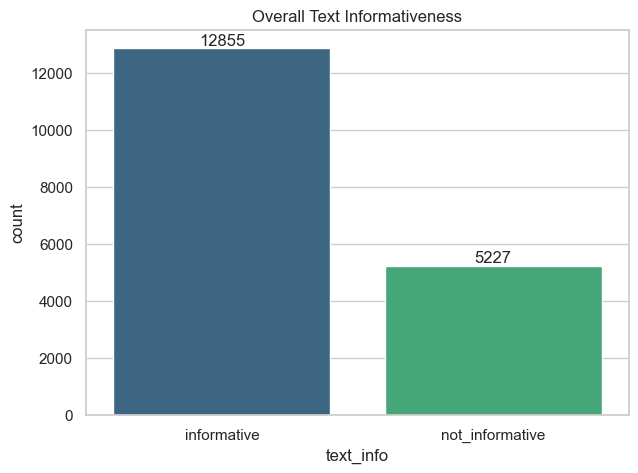 Overall Text Informativeness
12855
12000
10000
8000
6000
5227
4000
2000
0
count
informative
not_informative
text_info